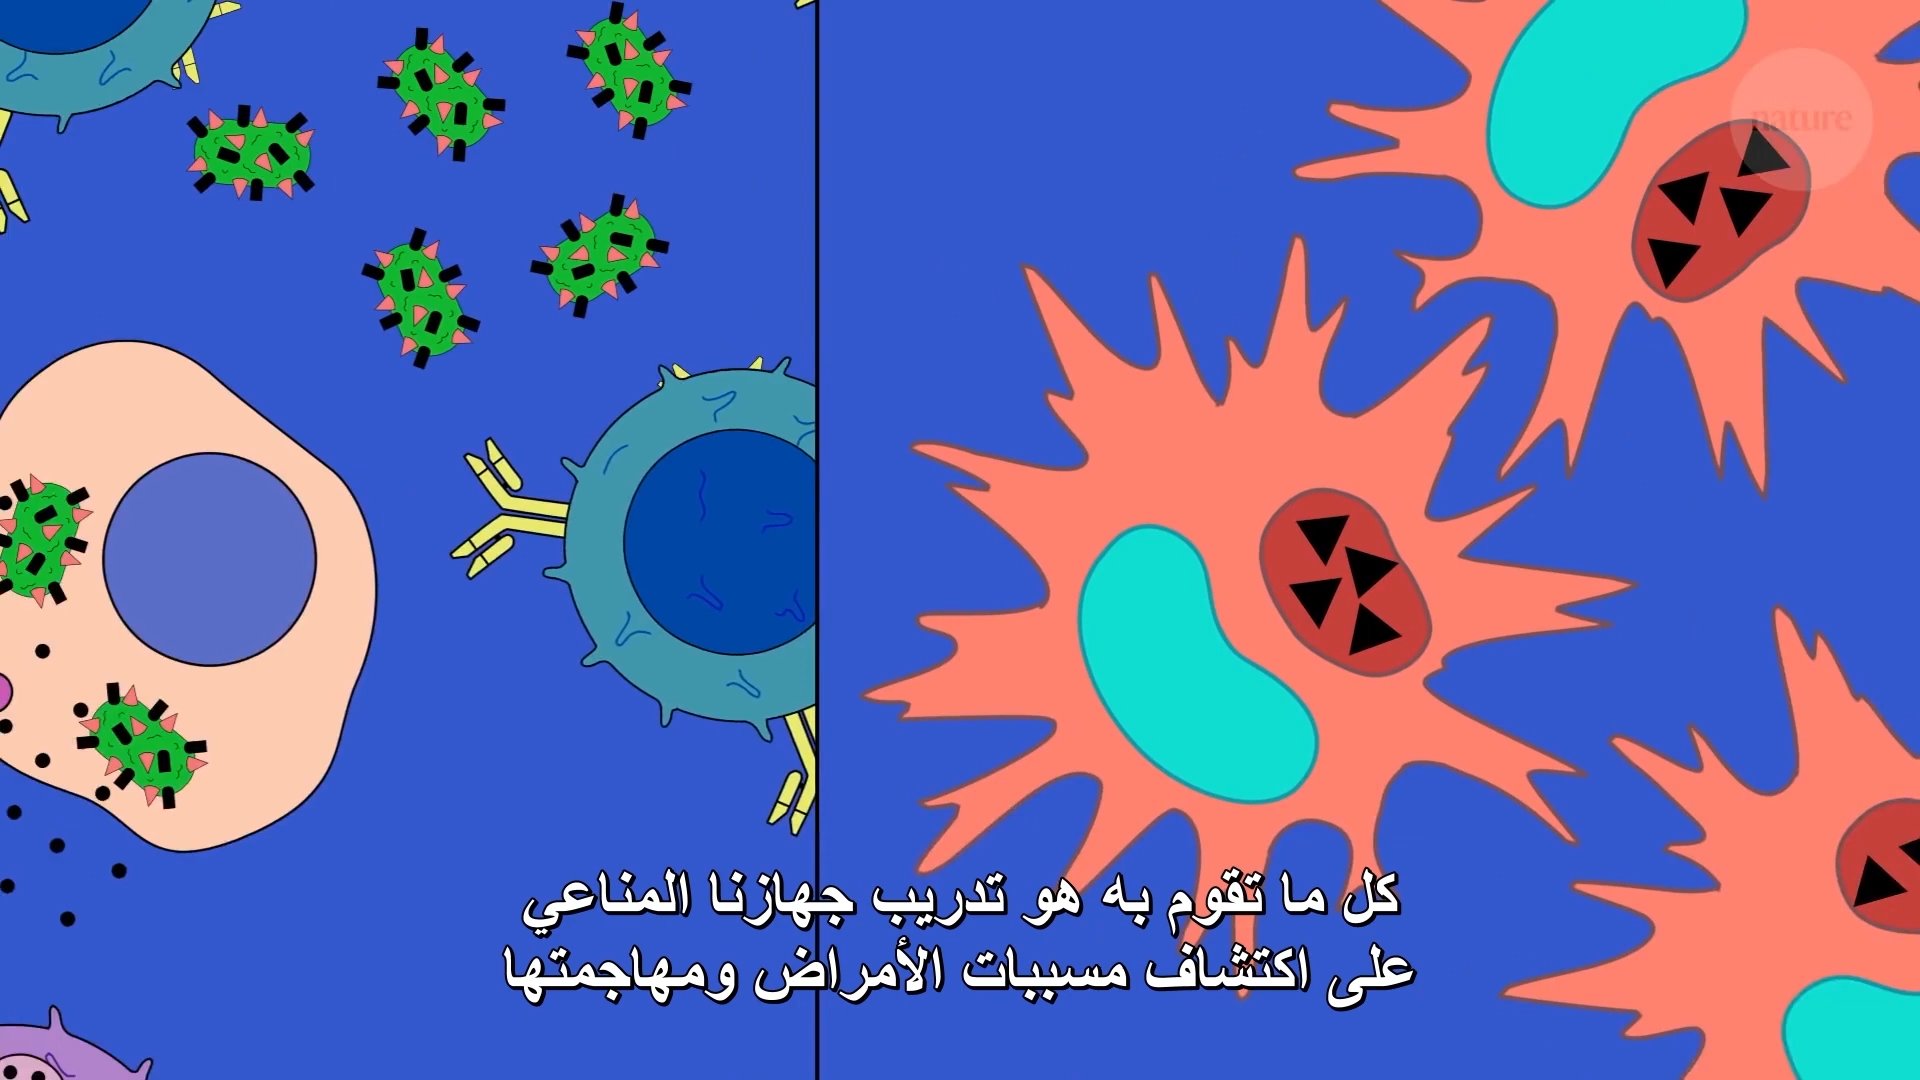 nature
كل ما تقوم به هو تدريب جهازنا المناعي
على اكتشاف مسببات الأمراض ومهاجمتها